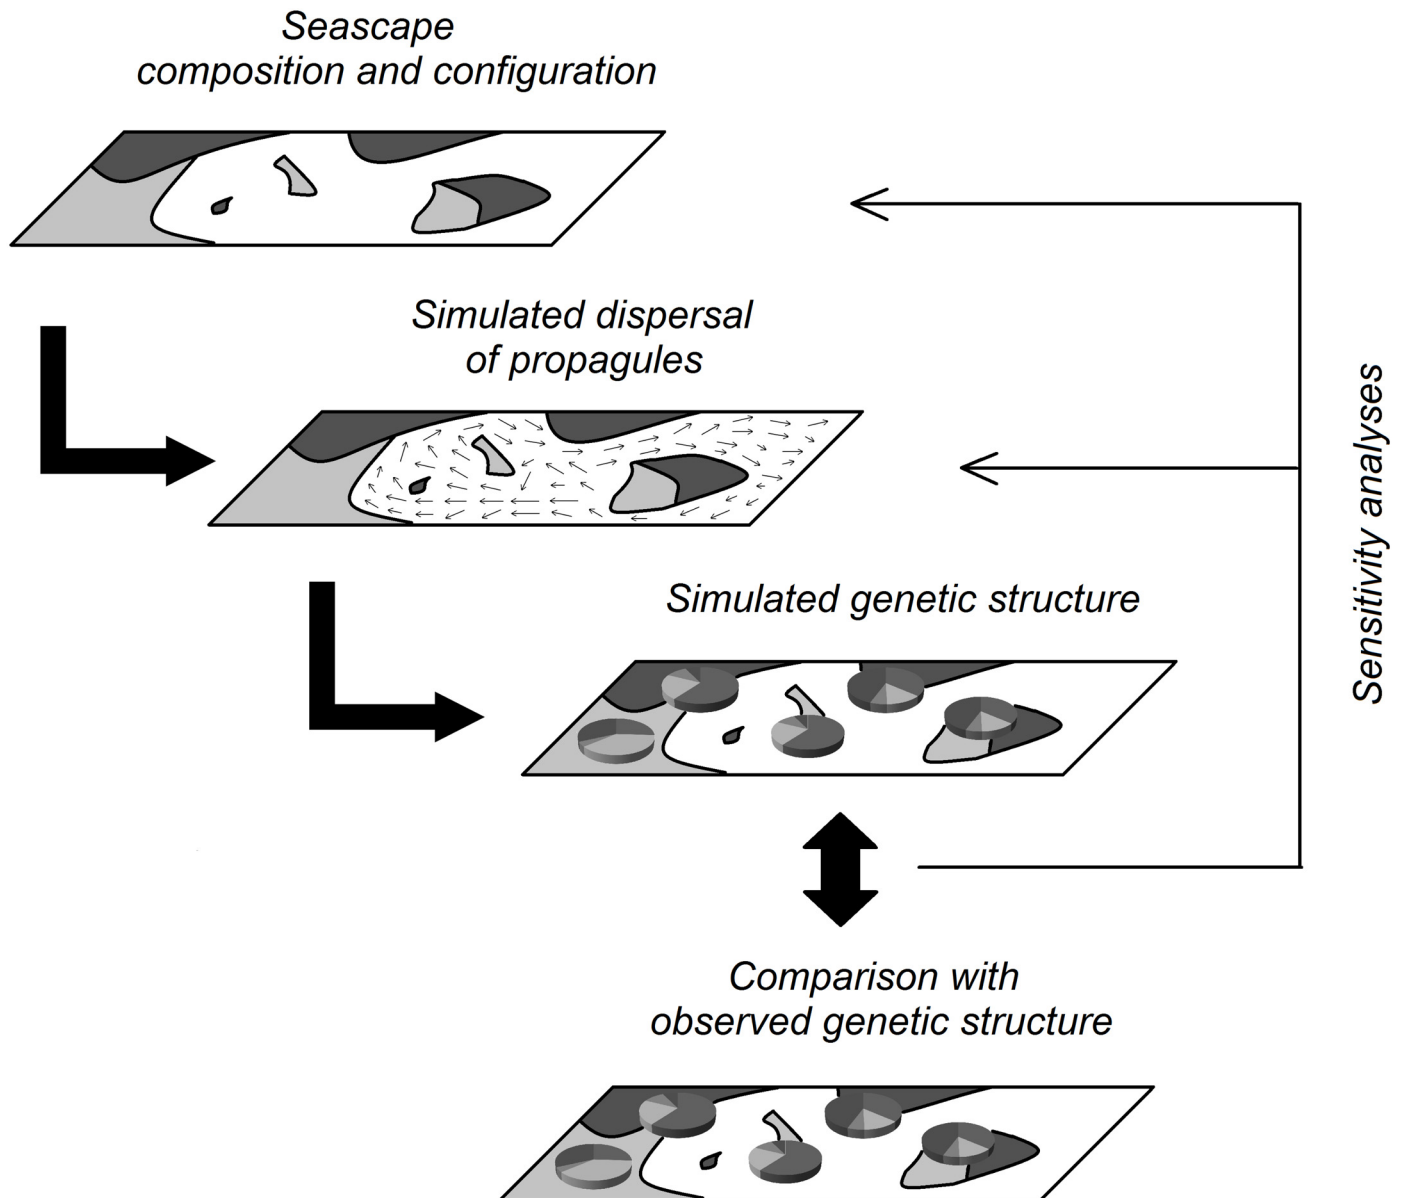 Seascape
composition and configuration
Simulated dispersal
of propagules
Simulated genetic structure
Sensitivity analyses
Comparison with
observed genetic structure